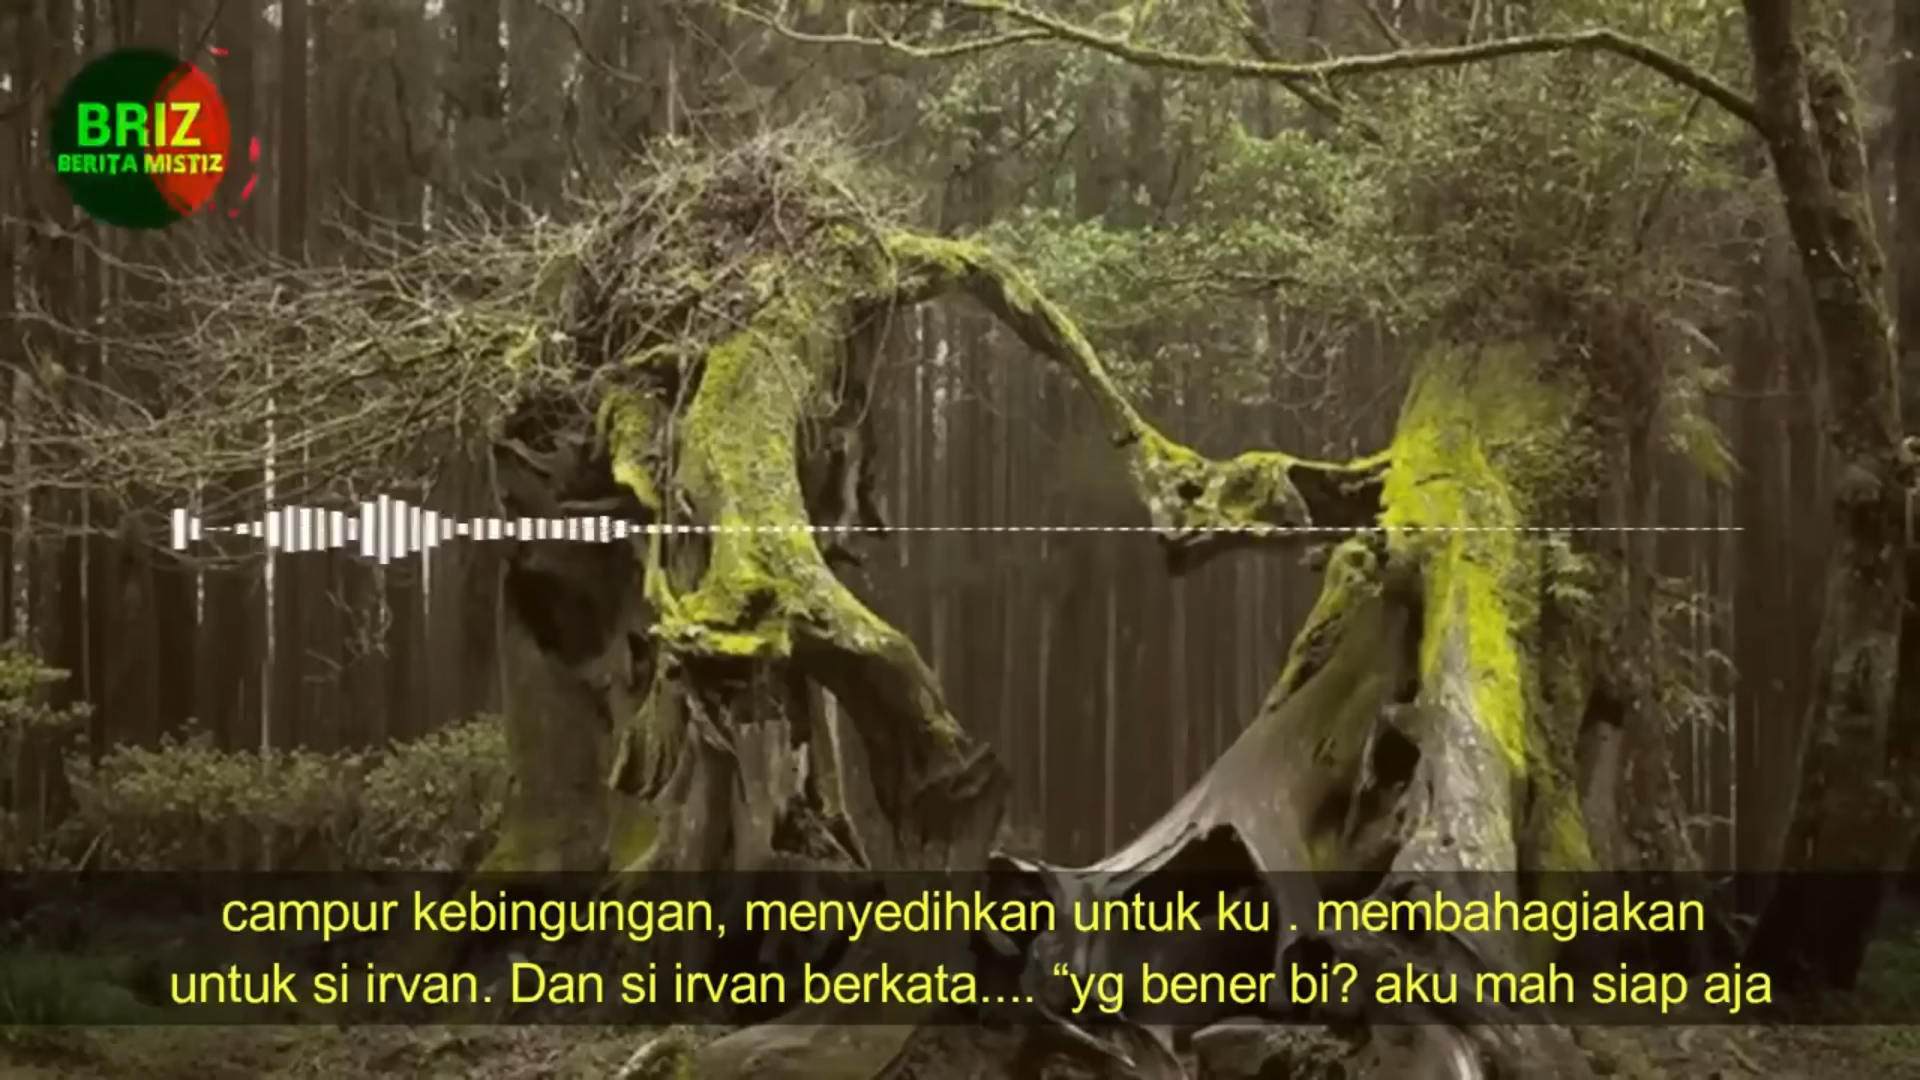 BRIZ
BERITA MISTIZ
campur kebingungan, menyedihkan untuk ku . membahagiakan
untuk si irvan. Dan si irvan berkata.... “yg bener bi? aku mah siap aja